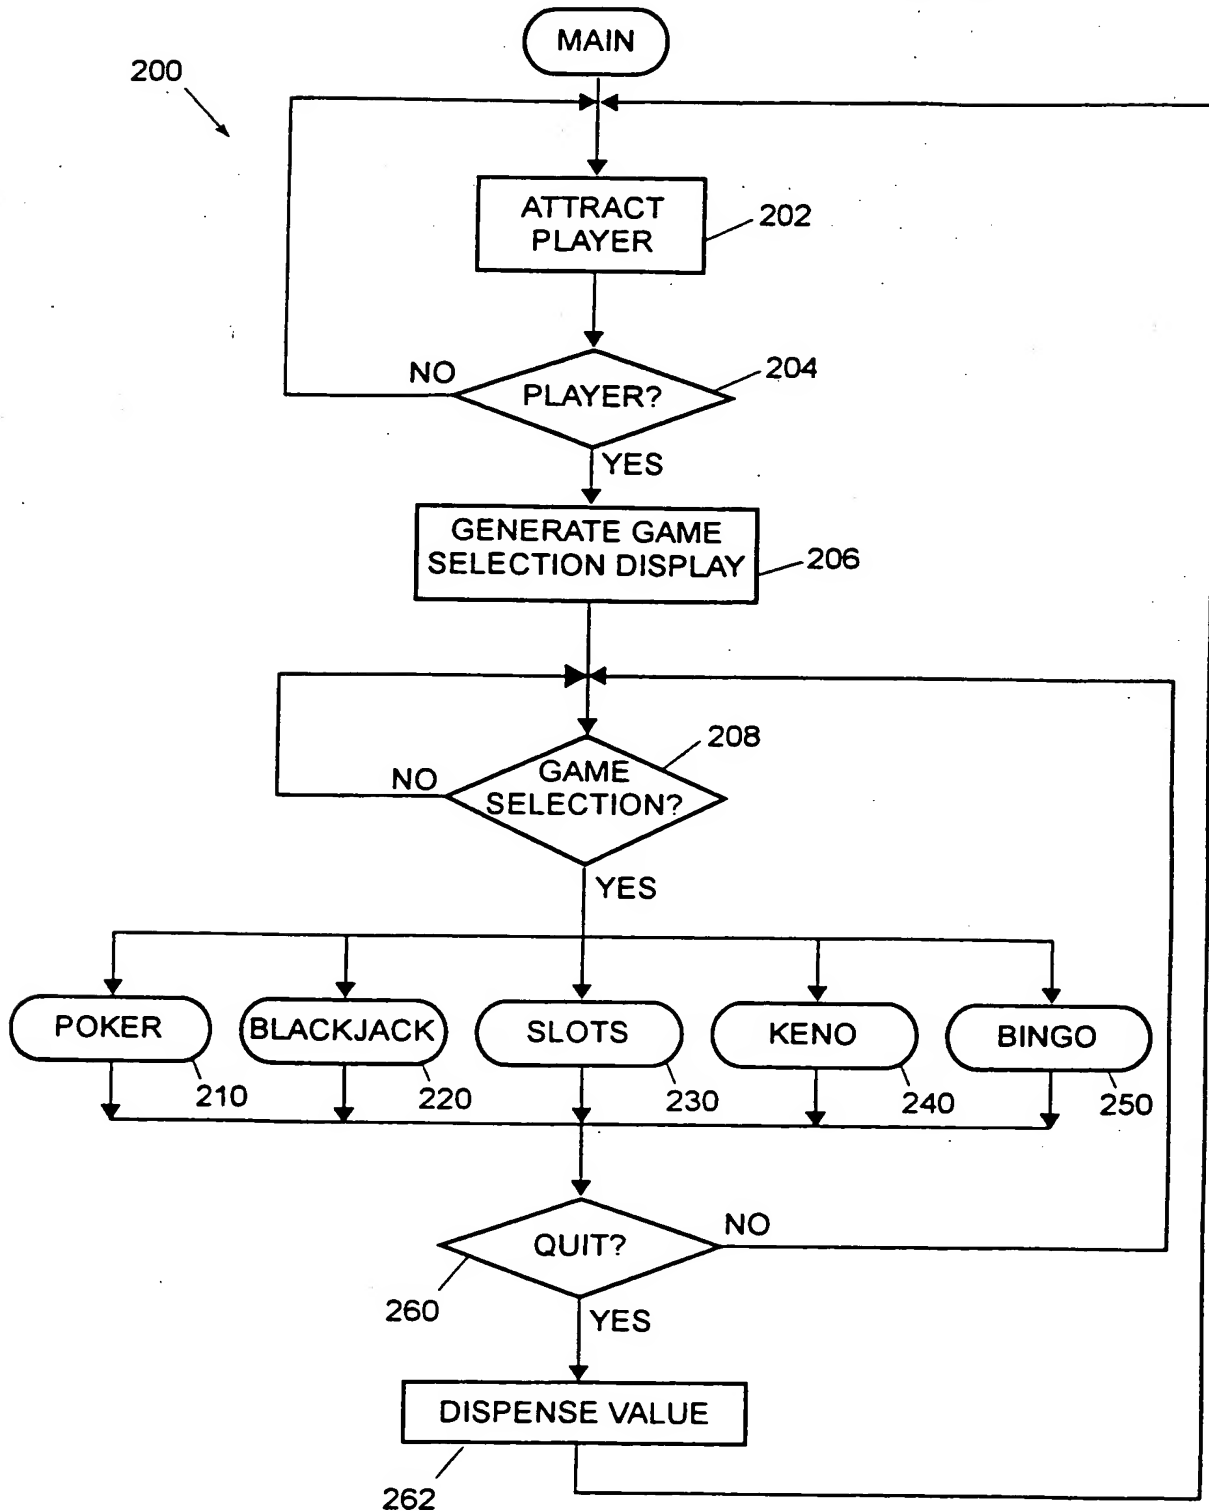 MAIN
200
ATTRACT
PLAYER
202
NO
PLAYER?
204
YES
GENERATE GAME
SELECTION DISPLAY
206
208
NO
GAME
SELECTION?
YES
POKER
BLACKJACK
SLOTS
KENO
BINGO
210
220
230
240
250
QUIT?
NO
260
YES
DISPENSE VALUE
262